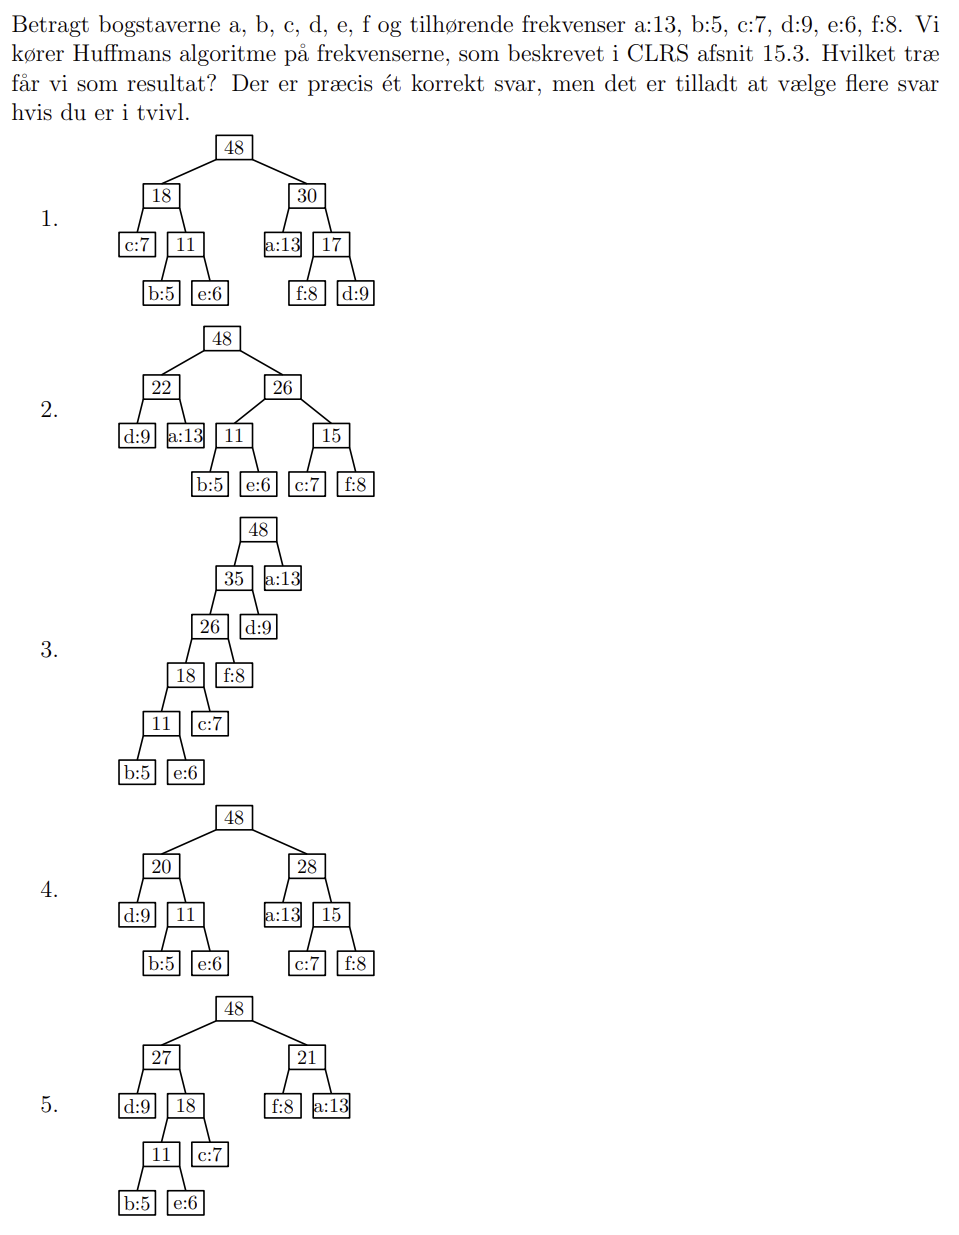 Betragt bogstaverne a, b, c, d, e, f og tilhørende frekvenser a:13, b:5, c:7, d:9, e:6, f:8. Vi
kører Huffmans algoritme på frekvenserne, som beskrevet i CLRS afsnit 15.3. Hvilket træ
får vi som resultat? Der er præcis ét korrekt svar, men det er tilladt at vælge flere svar
hvis du er i tvivl.
48
18 30
1.
c:7 11 a:13 17
b:5 e:6 f:8 d:9
48
22 26
2.
d:9 a:13 11 15
b:5 e:6 c:7 f:8
48
35 a:13
26 d:9
3.
18 f:8
11 c:7
b:5 e:6
48
20 28
4.
d:9 11 a:13 15
b:5 e:6 c:7 f:8
48
27 21
5.
d:9 18 f:8 a:13
11 c:7
b:5 e:6